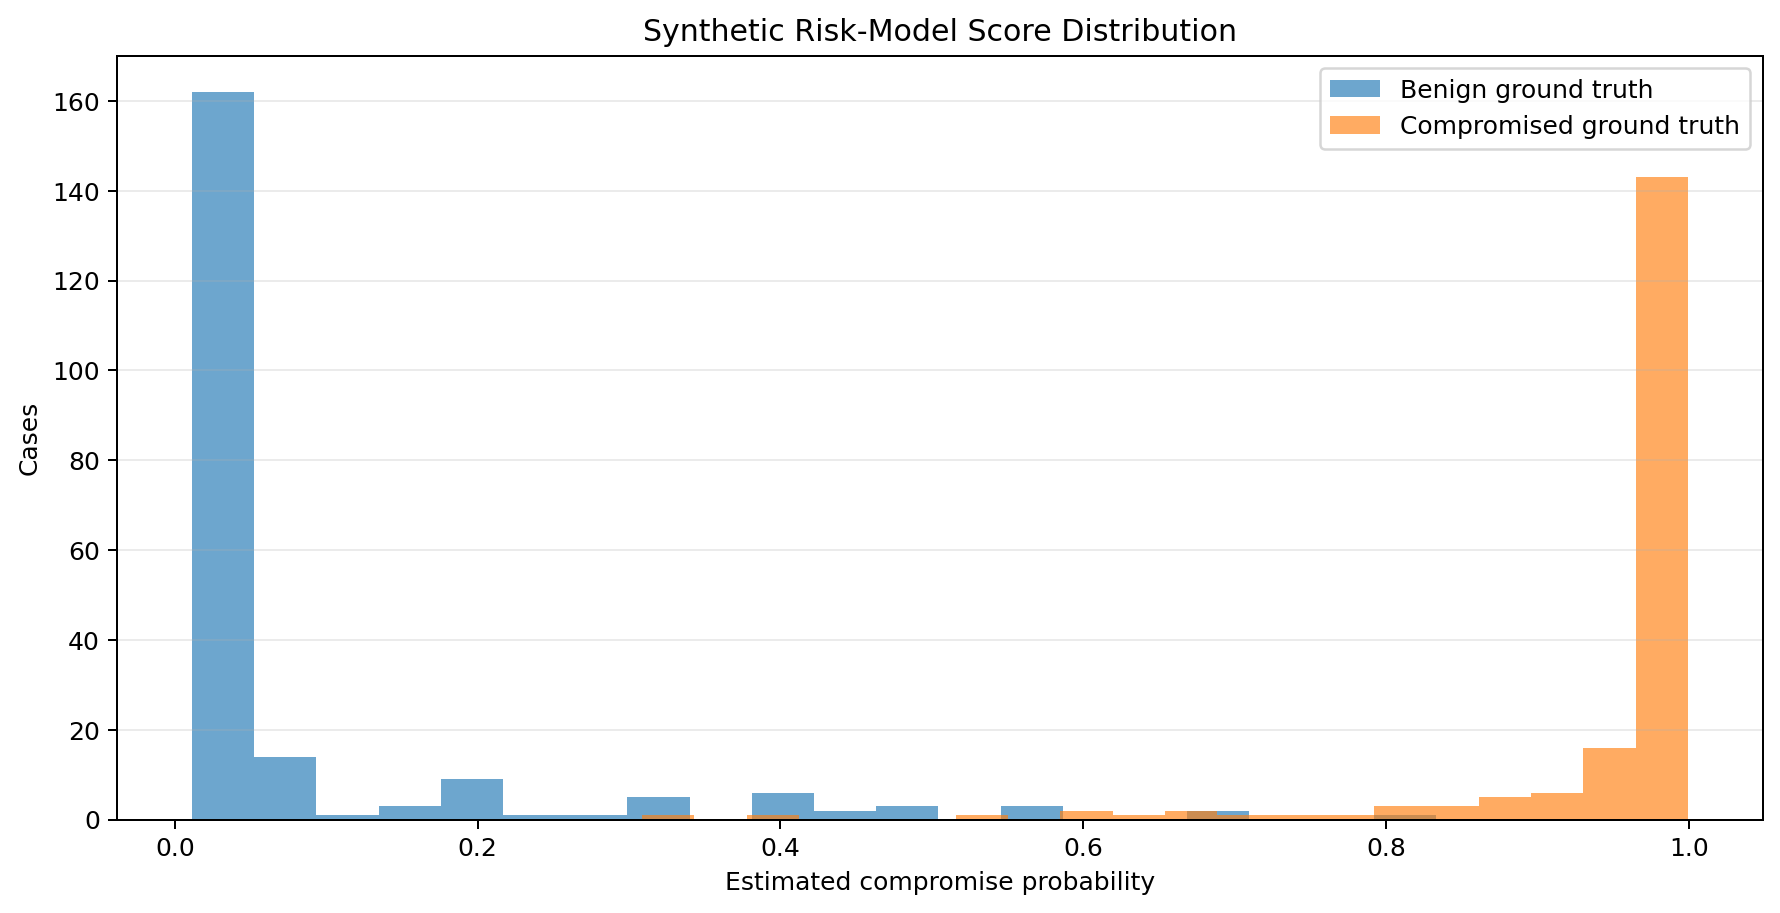 Synthetic Risk-Model Score Distribution
Benign ground truth
Compromised ground truth
Cases
160
140
120
100
80
60
40
20
0
0.0 0.2 0.4 0.6 0.8 1.0
Estimated compromise probability